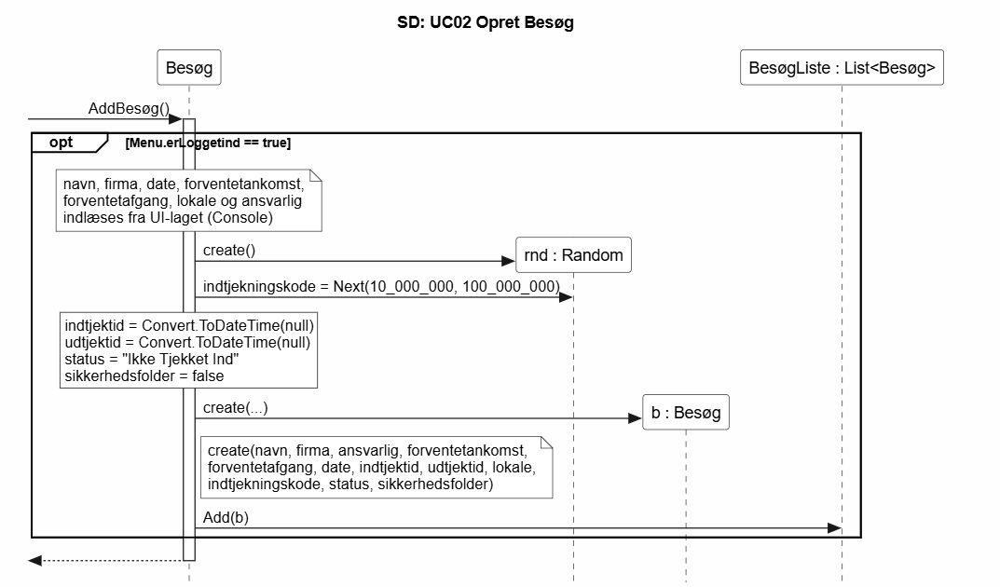 SD: UC02 Opret Besøg
Besøg
BesøgListe : List<Besøg>
AddBesøg()
opt
[Menu.erLoggetind == true]
navn, firma, date, forventetankomst,
forventetafgang, lokale og ansvarlig
indlæses fra UI-laget (Console)
create()
rnd : Random
indtjekningskode = Next(10_000_000, 100_000_000)
indtjektid = Convert.ToDateTime(null)
udtjektid = Convert.ToDateTime(null)
status = "Ikke Tjekket Ind"
sikkerhedsfolder = false
create(...)
b : Besøg
create(navn, firma, ansvarlig, forventetankomst,
forventetafgang, date, indtjektid, udtjektid, lokale,
indtjekningskode, status, sikkerhedsfolder)
Add(b)